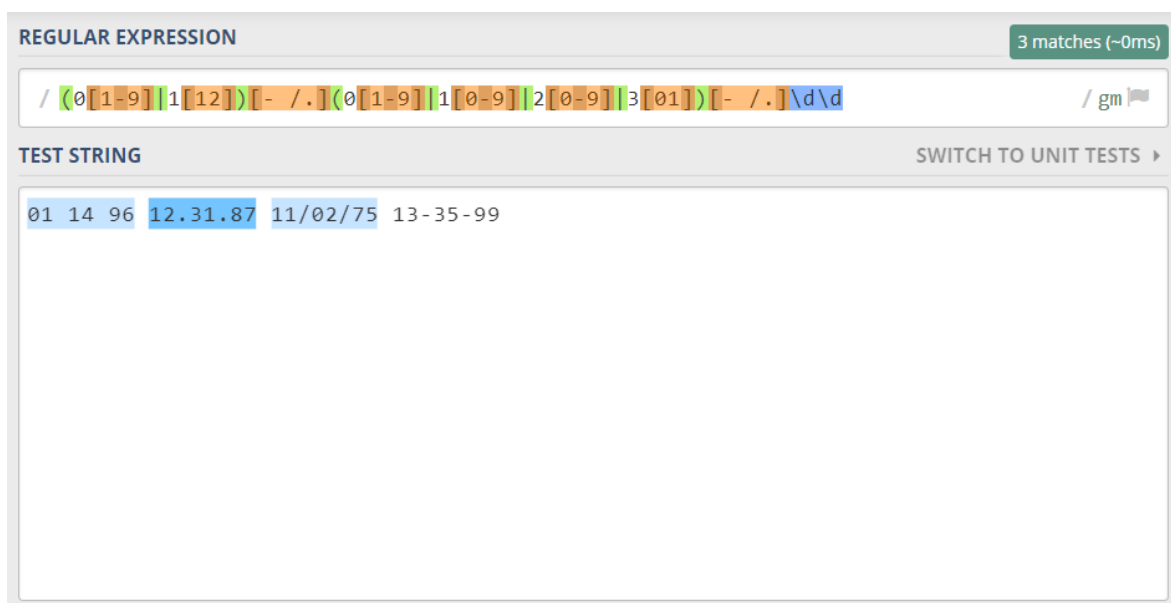 REGULAR EXPRESSION
3 matches (~0ms)
/ (0[1-9]|1[12])[- /.](0[1-9]|1[0-9]|2[0-9]|3[01])[- /.]\d\d / gm
TEST STRING
SWITCH TO UNIT TESTS
01 14 96 12.31.87 11/02/75 13-35-99